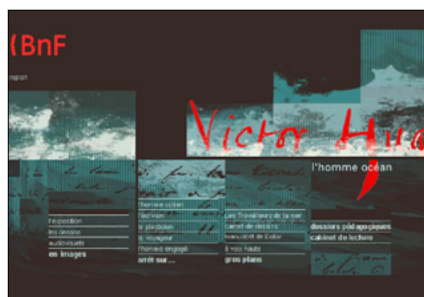 (BnF
Victor Hug
l'homme océan
l'exposition
les dessins
audiovisuels
en images
l'homme océan
l'écrivain
le plasticien
le voyageur
l'homme engagé
arrêt sur...
Les Travailleurs de la mer
carnet de dessins
manuscrit de Dolor
à voix haute
gros plans
dossiers pédagogiques
cabinet de lecture